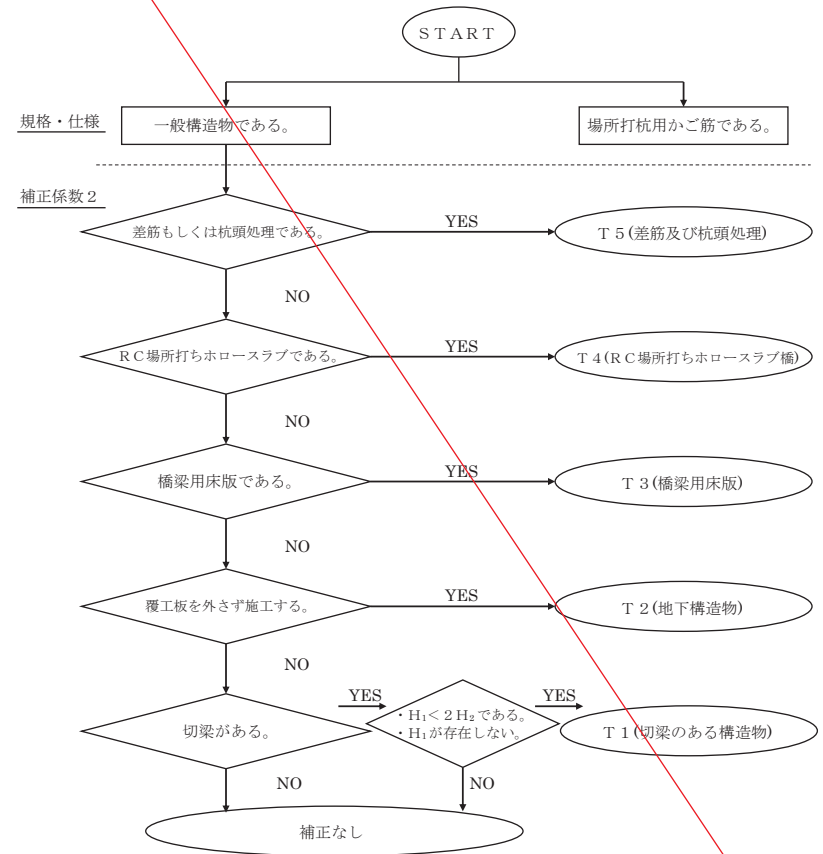 ＳＴＡＲＴ
規格・仕様
一般構造物である。
場所打杭用かご筋である。
補正係数２
差筋もしくは杭頭処理である。
YES
Ｔ５(差筋及び杭頭処理)
NO
ＲＣ場所打ちホロースラブである。
YES
Ｔ４(ＲＣ場所打ちホロースラブ橋)
NO
橋梁用床版である。
YES
Ｔ３(橋梁用床版)
NO
覆工板を外さず施工する。
YES
Ｔ２(地下構造物)
NO
切梁がある。
YES
・H₁＜２H₂である。
・H₁が存在しない。
YES
Ｔ１(切梁のある構造物)
NO
NO
補正なし